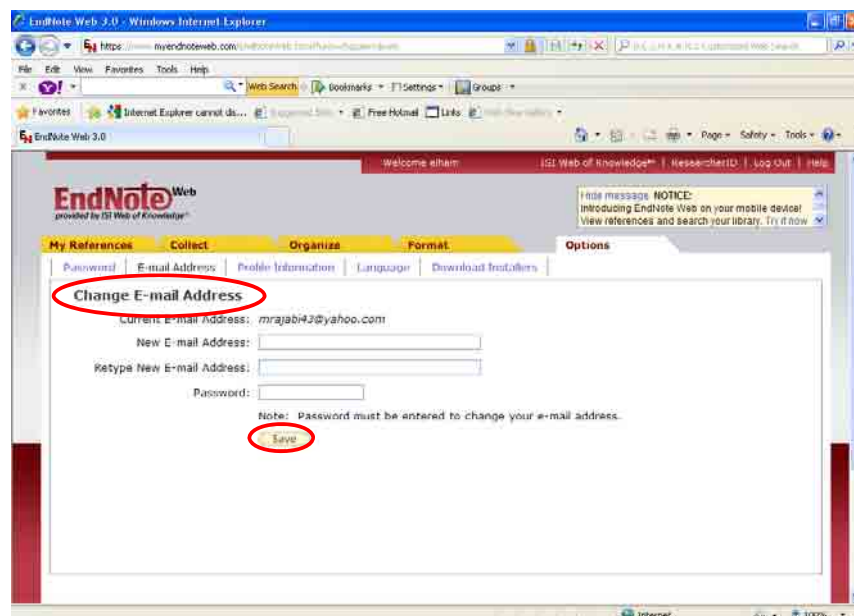 EndNote Web 3.0 - Windows Internet Explorer
https myendnoteweb.com
File Edit View Favorites Tools Help
x Y! Web Search Bookmarks Settings Groups
Favorites Internet Explorer cannot dis... Free Hotmail Links
EndNote Web 3.0 Page Safety Tools
Welcome elham ISI Web of Knowledge℠ | ResearcherID | Log Out | Help
EndNote Web
provided by ISI Web of Knowledge℠
Hide message NOTICE:
Introducing EndNote Web on your mobile device!
View references and search your library. Try it now
My References Collect Organize Format Options
Password E-mail Address Profile Information Language Download Installers
Change E-mail Address
Current E-mail Address: mrajabi43@yahoo.com
New E-mail Address:
Retype New E-mail Address:
Password:
Note: Password must be entered to change your e-mail address.
Save
Internet 100%